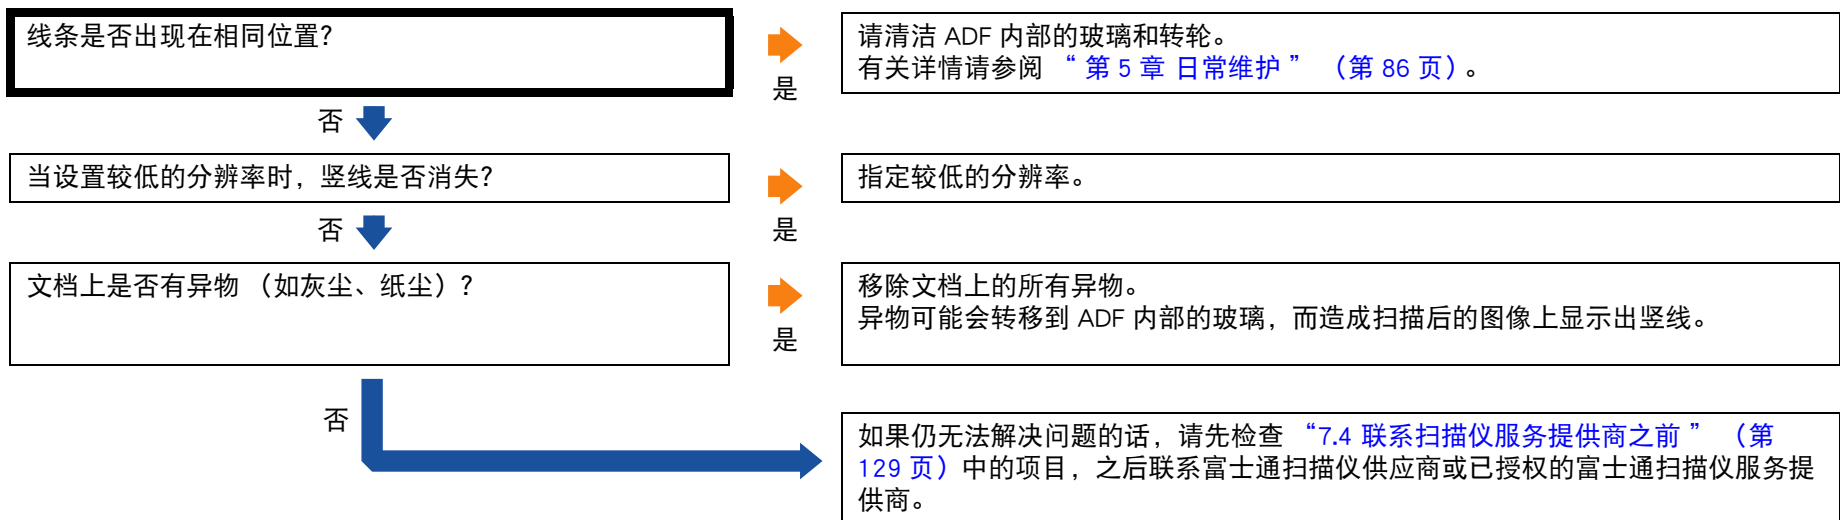 线条是否出现在相同位置?
请清洁 ADF 内部的玻璃和转轮。
有关详情请参阅 “ 第 5 章 日常维护 ” (第 86 页)。
是
否
当设置较低的分辨率时, 竖线是否消失?
指定较低的分辨率。
是
否
文档上是否有异物 (如灰尘、纸尘) ?
移除文档上的所有异物。
异物可能会转移到 ADF 内部的玻璃, 而造成扫描后的图像上显示出竖线。
是
否
如果仍无法解决问题的话, 请先检查 “7.4 联系扫描仪服务提供商之前 ” (第
129 页) 中的项目, 之后联系富士通扫描仪供应商或已授权的富士通扫描仪服务提
供商。